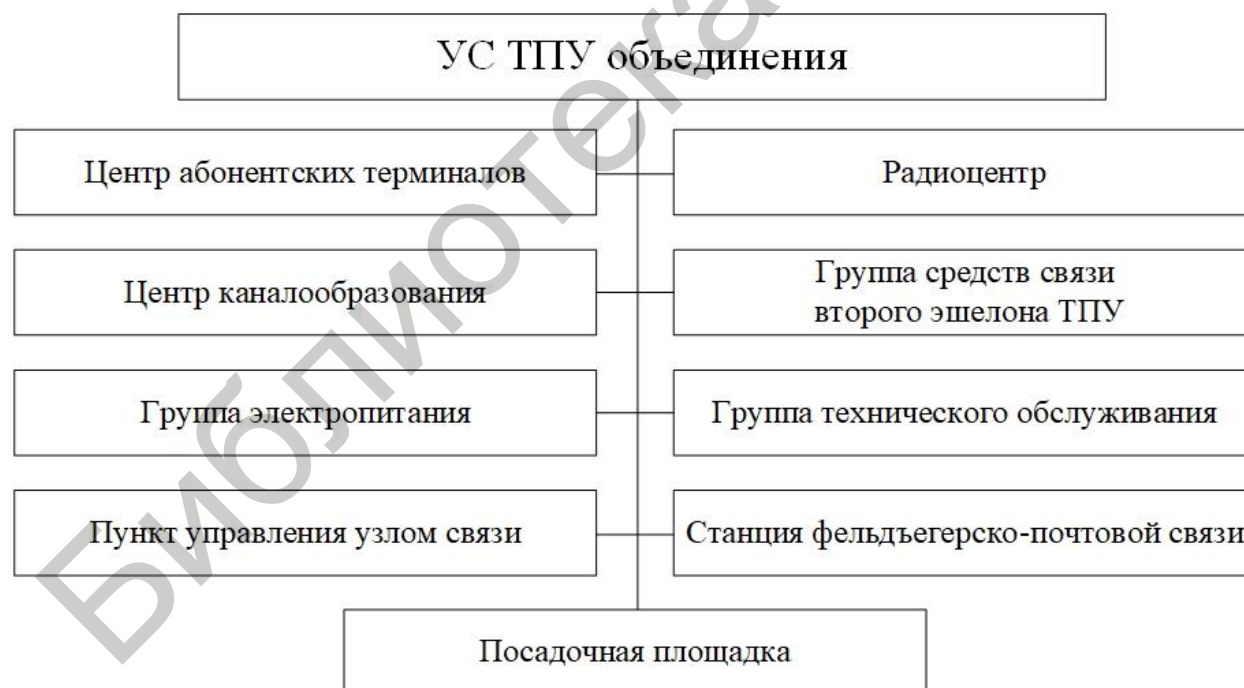 УС ТПУ объединения
Центр абонентских терминалов
Радиоцентр
Центр каналообразования
Группа средств связи
второго эшелона ТПУ
Группа электропитания
Группа технического обслуживания
Пункт управления узлом связи
Станция фельдъегерско-почтовой связи
Посадочная площадка
Библиотека